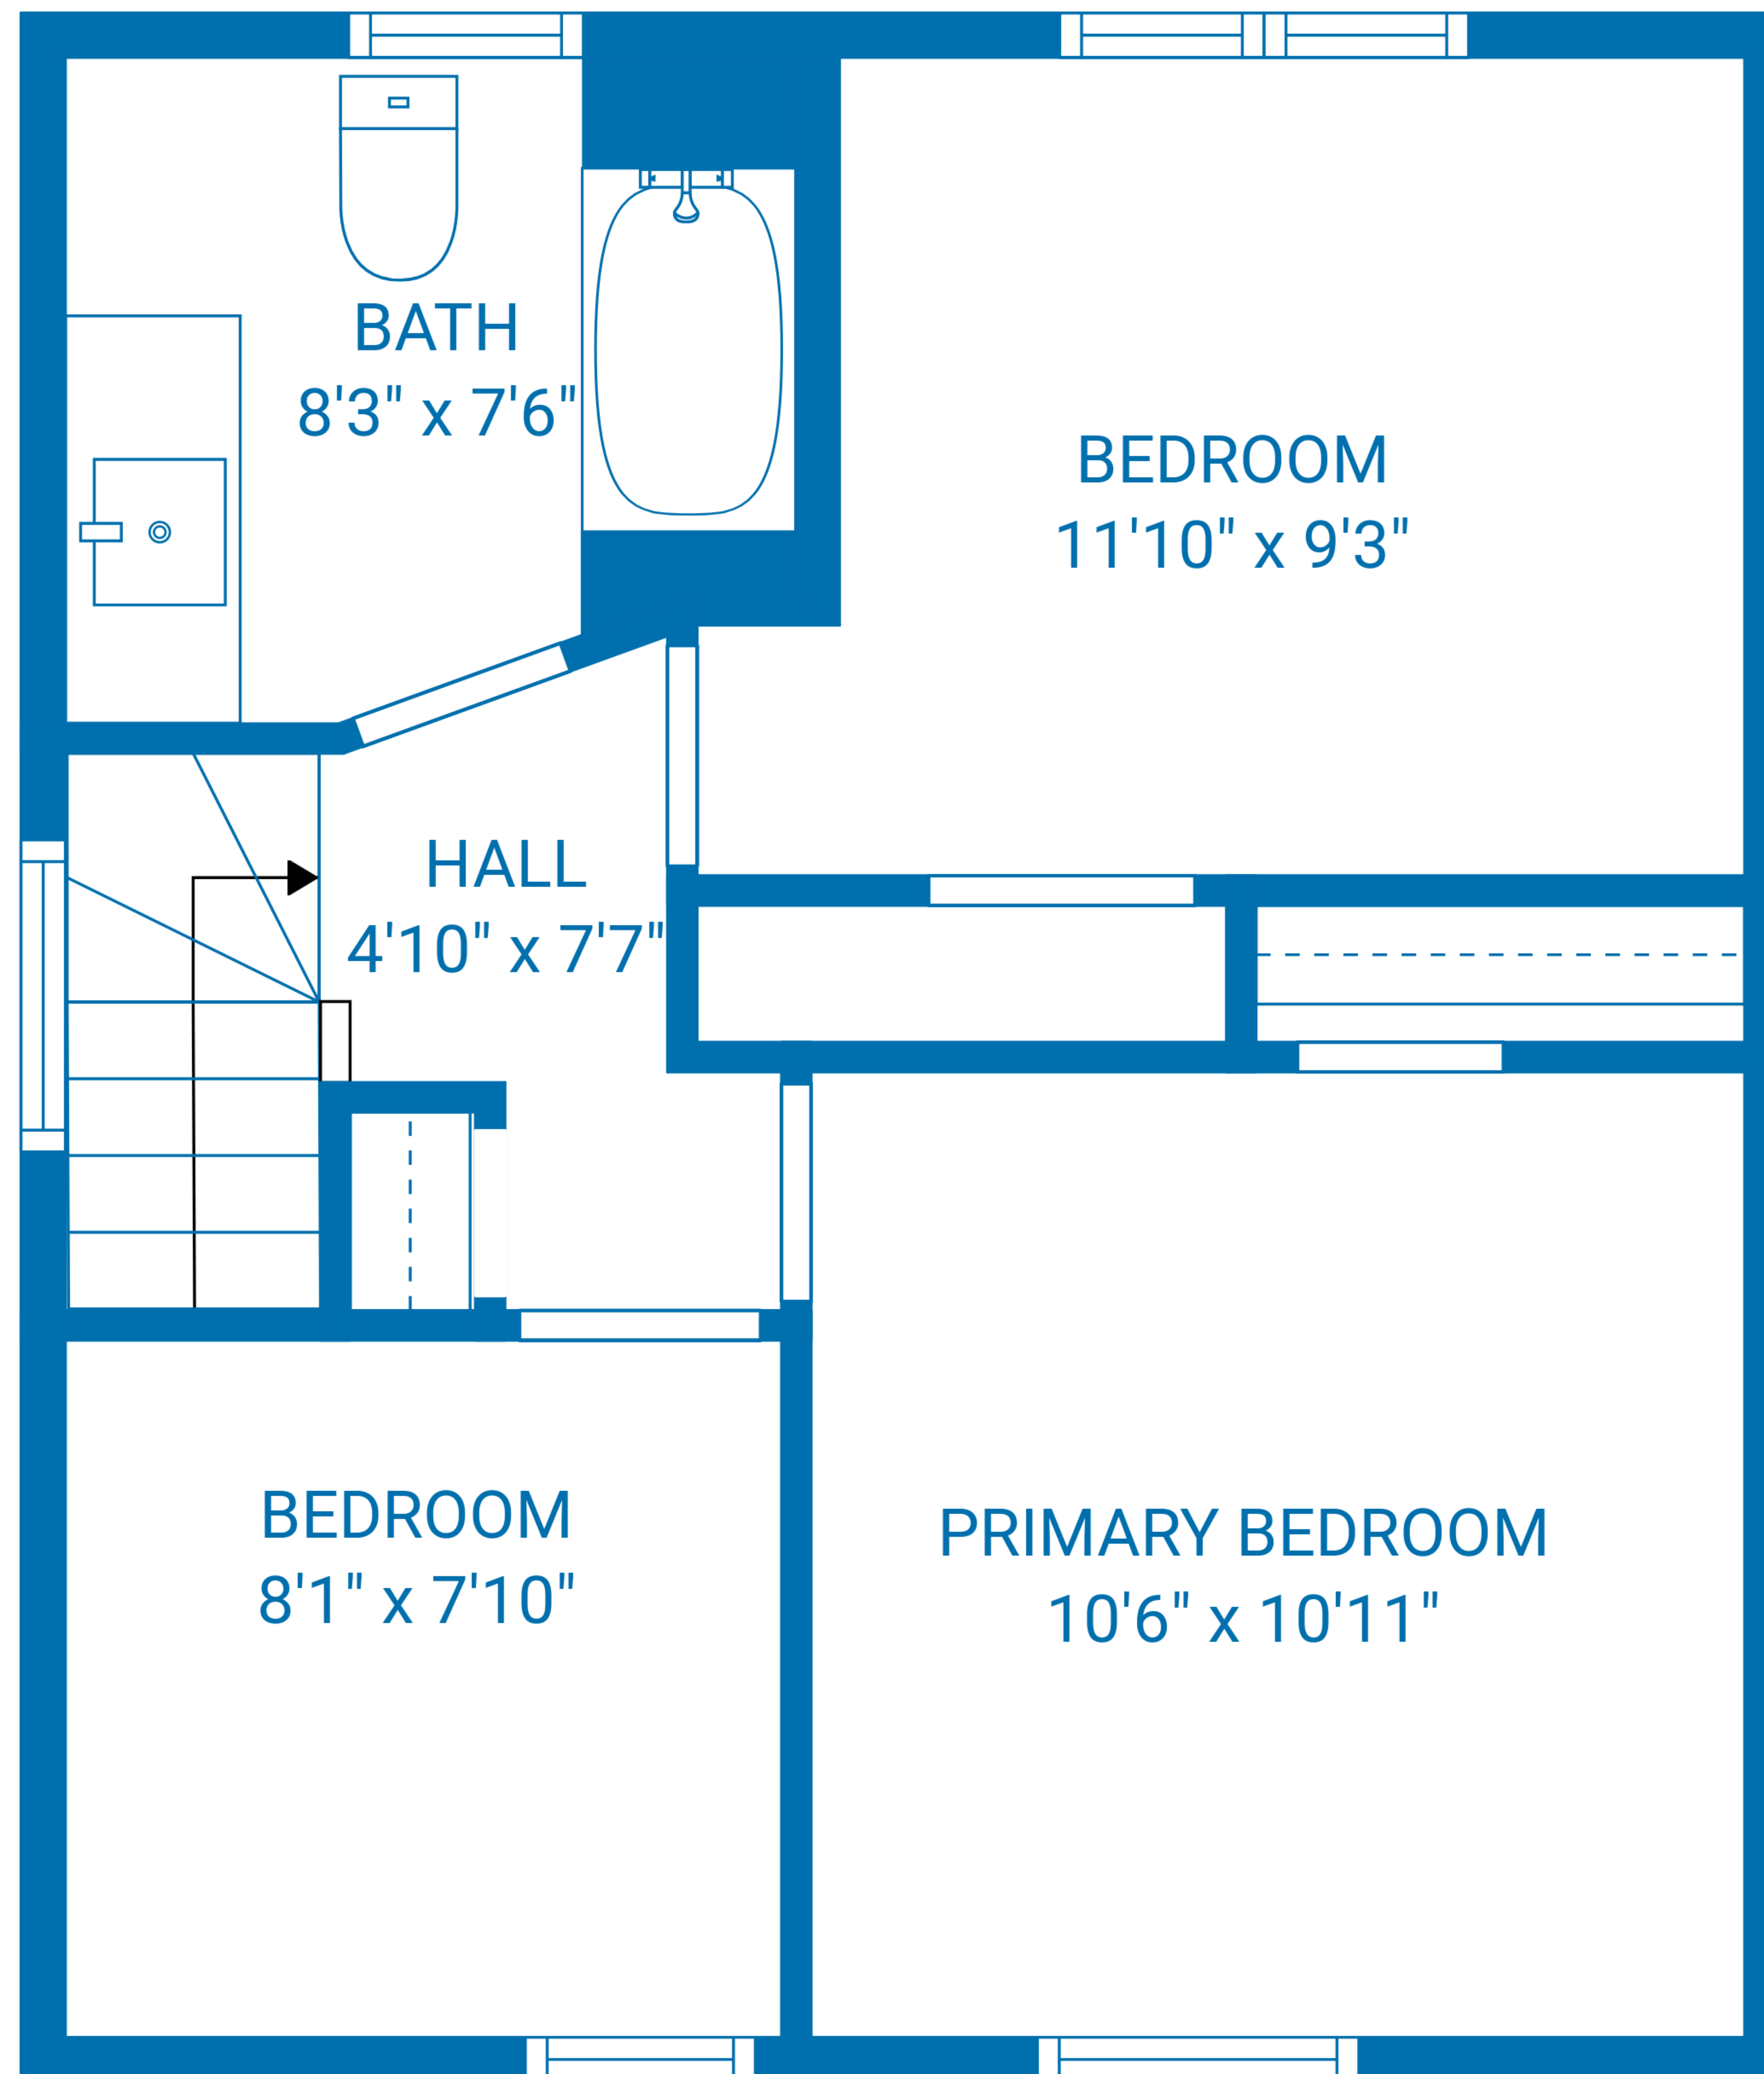 BATH
8'3" x 7'6"
BEDROOM
11'10" x 9'3"
HALL
4'10" x 7'7"
BEDROOM
8'1" x 7'10"
PRIMARY BEDROOM
10'6" x 10'11"